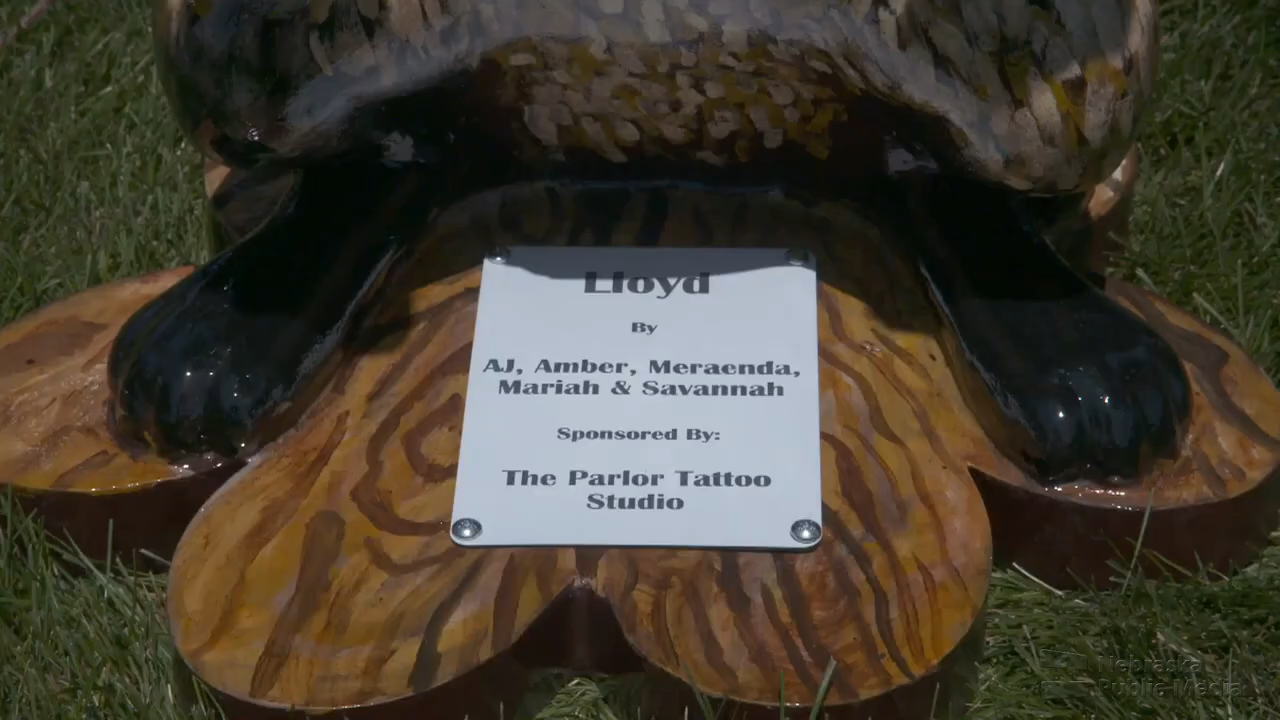 Lloyd
By
AJ, Amber, Meraenda,
Mariah & Savannah
Sponsored By:
The Parlor Tattoo
Studio
Nebraska
Public Media